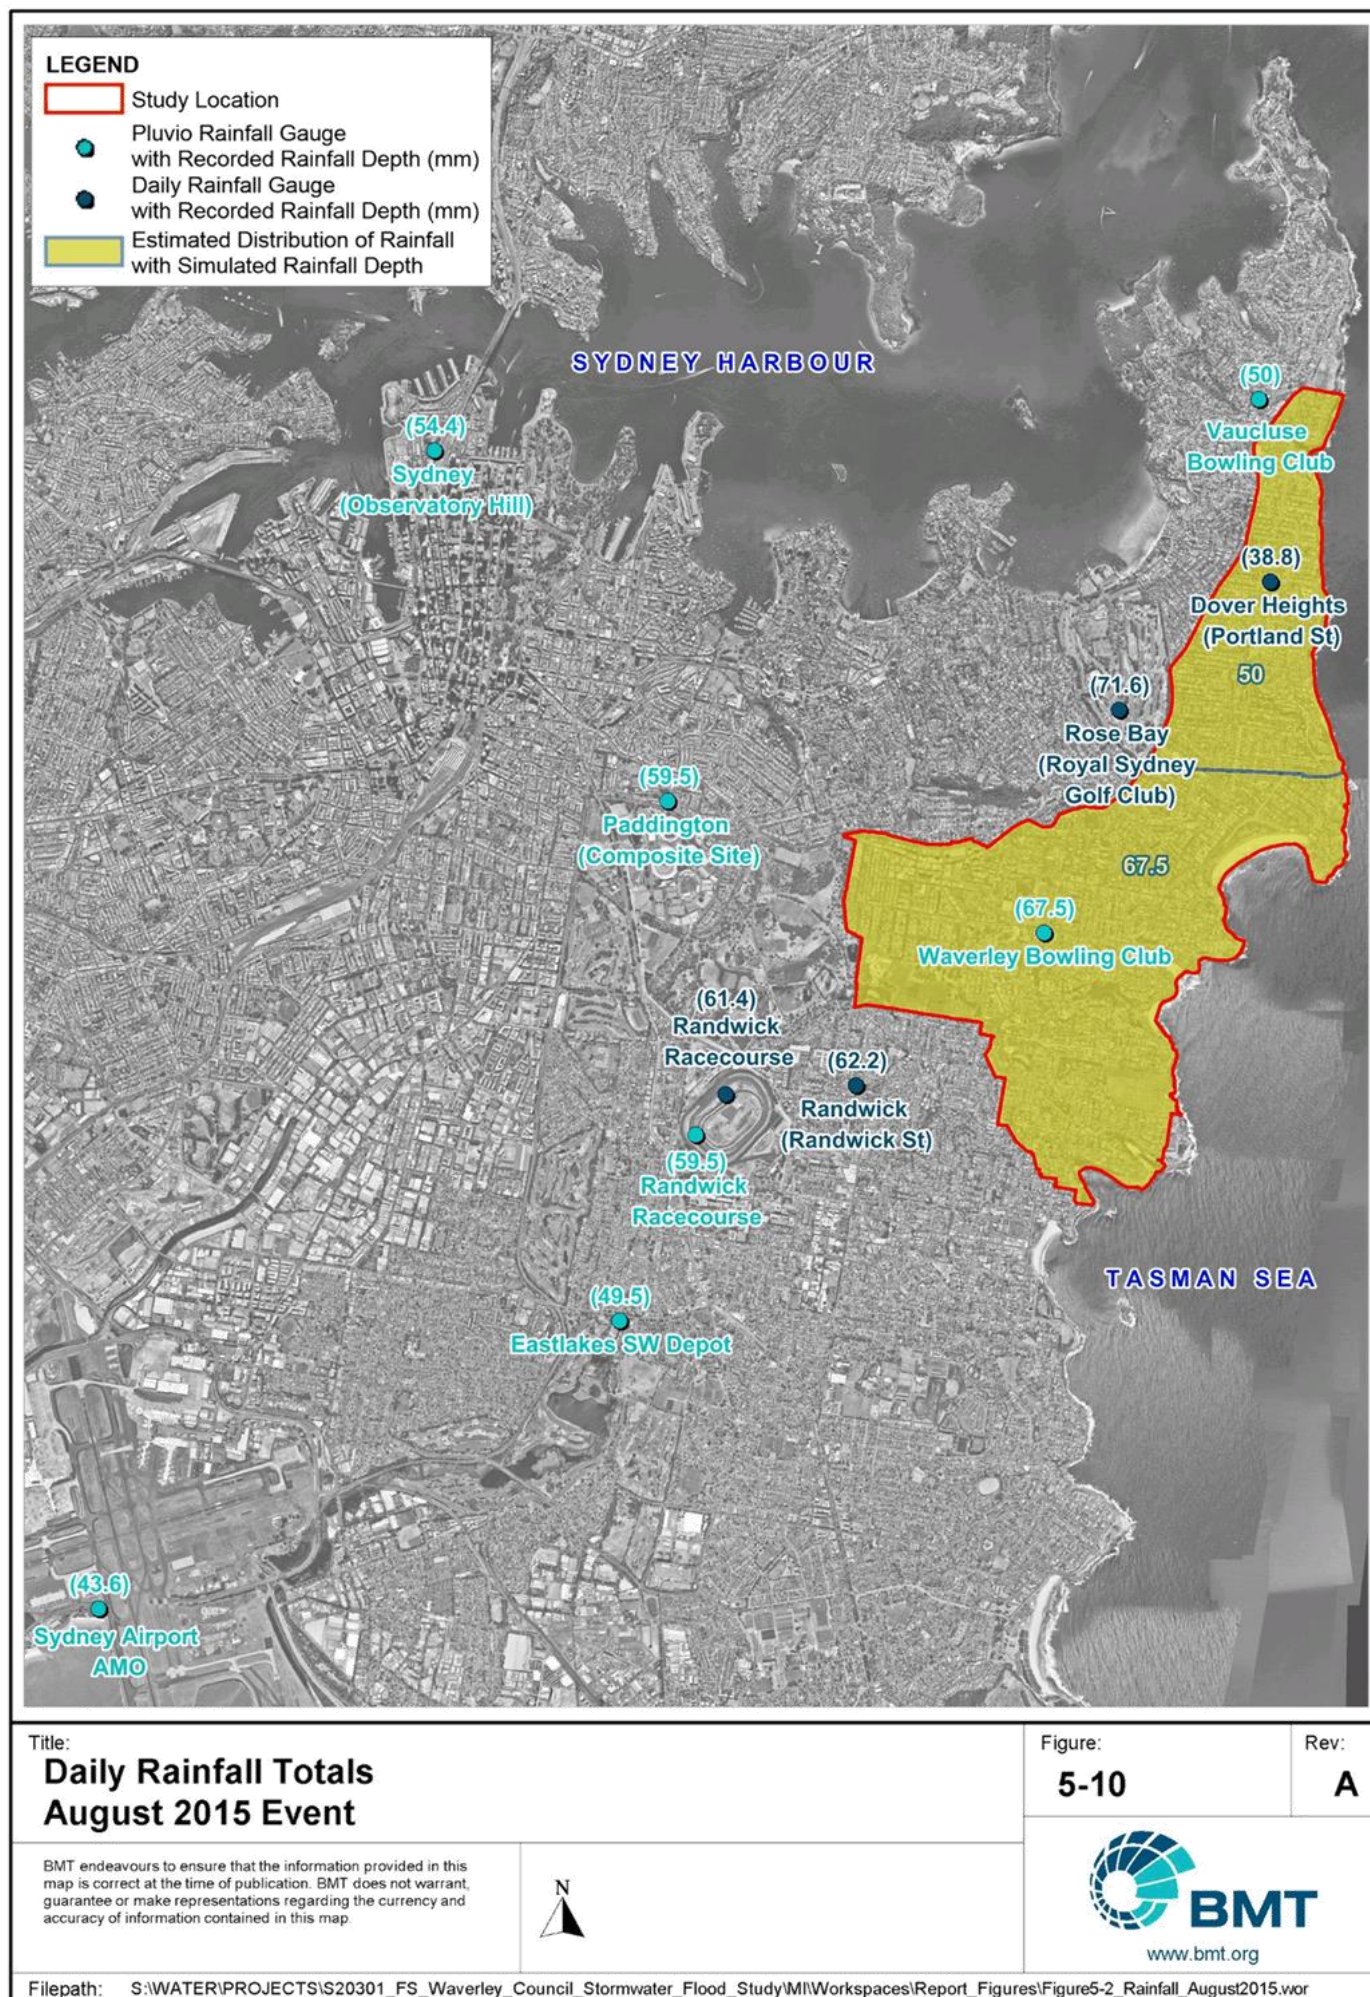 LEGEND
Study Location
Pluvio Rainfall Gauge
with Recorded Rainfall Depth (mm)
Daily Rainfall Gauge
with Recorded Rainfall Depth (mm)
Estimated Distribution of Rainfall
with Simulated Rainfall Depth
SYDNEY HARBOUR
(50)
Vaucluse
Bowling Club
(54.4)
Sydney
(Observatory Hill)
(38.8)
Dover Heights
(Portland St)
50
(71.6)
Rose Bay
(Royal Sydney
Golf Club)
(59.5)
Paddington
(Composite Site)
67.5
(67.5)
Waverley Bowling Club
(61.4)
Randwick
Racecourse
(62.2)
Randwick
(Randwick St)
(59.5)
Randwick
Racecourse
TASMAN SEA
(49.5)
Eastlakes SW Depot
(43.6)
Sydney Airport
AMO
Title:
Daily Rainfall Totals
August 2015 Event
Figure:
5-10
Rev:
A
BMT endeavours to ensure that the information provided in this
map is correct at the time of publication. BMT does not warrant,
guarantee or make representations regarding the currency and
accuracy of information contained in this map.
N
BMT
www.bmt.org
Filepath: S:\WATER\PROJECTS\S20301_FS_Waverley_Council_Stormwater_Flood_Study\MI\Workspaces\Report_Figures\Figure5-2_Rainfall_August2015.wor